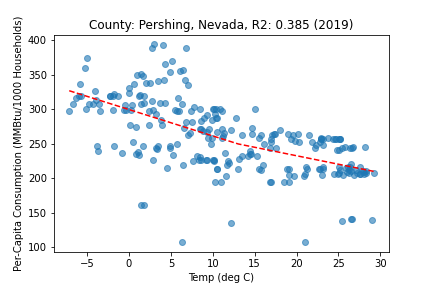 County: Pershing, Nevada, R2: 0.385 (2019)
Per-Capita Consumption (MMBtu/1000 Households)
400
350
300
250
200
150
100
−5 0 5 10 15 20 25 30
Temp (deg C)